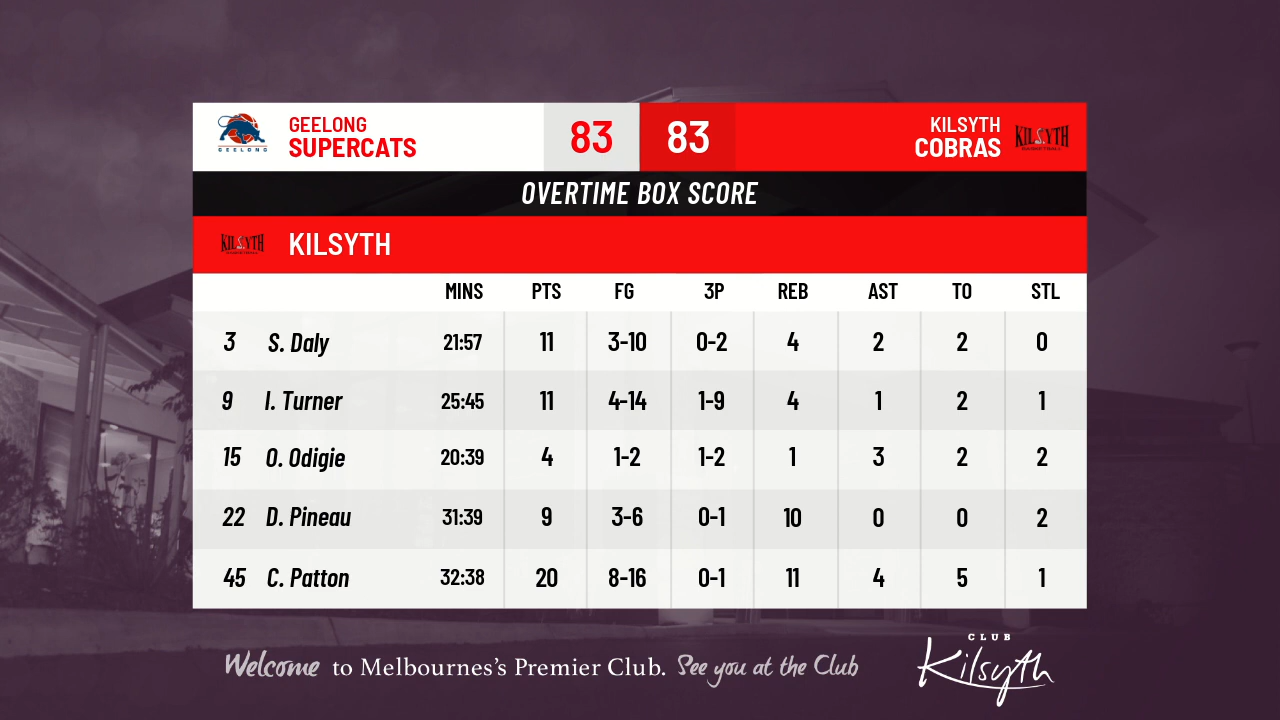 GEELONG
SUPERCATS
83
83
KILSYTH
COBRAS
GEELONG
KILSYTH
OVERTIME BOX SCORE
KILSYTH
KILSYTH
MINS PTS FG 3P REB AST TO STL
3 S. Daly 21:57 11 3-10 0-2 4 2 2 0
9 I. Turner 25:45 11 4-14 1-9 4 1 2 1
15 O. Odigie 20:39 4 1-2 1-2 1 3 2 2
22 D. Pineau 31:39 9 3-6 0-1 10 0 0 2
45 C. Patton 32:38 20 8-16 0-1 11 4 5 1
Welcome to Melbournes's Premier Club. See you at the Club
CLUB
Kilsyth